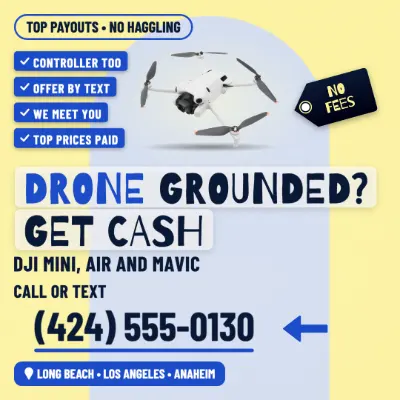 TOP PAYOUTS • NO HAGGLING
CONTROLLER TOO
OFFER BY TEXT
WE MEET YOU
TOP PRICES PAID
NO
FEES
DRONE GROUNDED?
GET CASH
DJI MINI, AIR AND MAVIC
CALL OR TEXT
(424) 555-0130
LONG BEACH • LOS ANGELES • ANAHEIM